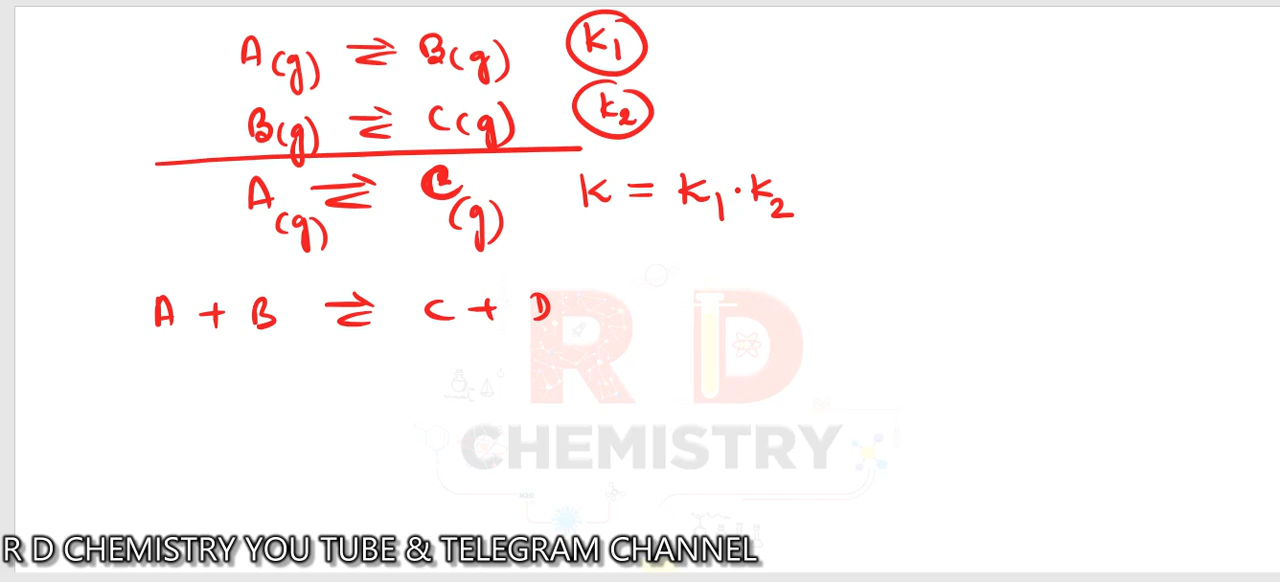 A(g) ⇌ B(g) K1
B(g) ⇌ C(g) K2
A(g) ⇌ C(g) K = K1 · K2
A + B ⇌ C + D
R D
CHEMISTRY
R D CHEMISTRY YOU TUBE & TELEGRAM CHANNEL